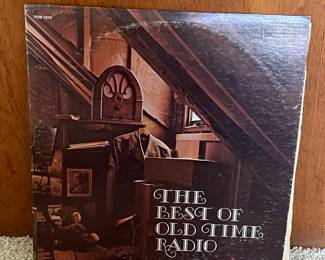 THE
BEST OF
OLD TIME
RADIO